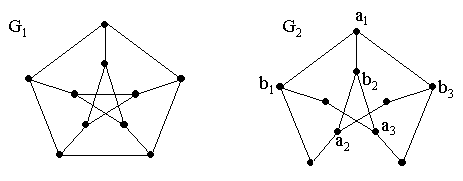 G₁
G₂
a₁
b₁
b₂
b₃
a₂
a₃